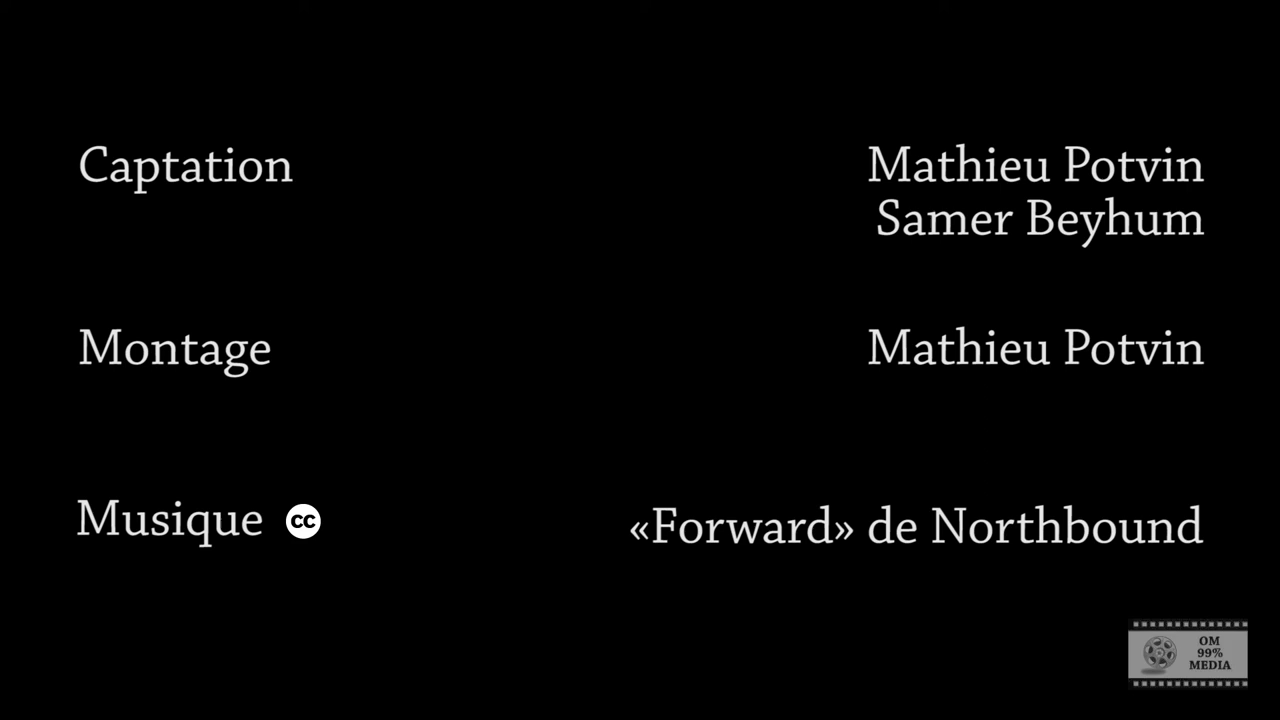 Captation Mathieu Potvin
Samer Beyhum
Montage Mathieu Potvin
Musique cc «Forward» de Northbound
OM
99%
MEDIA